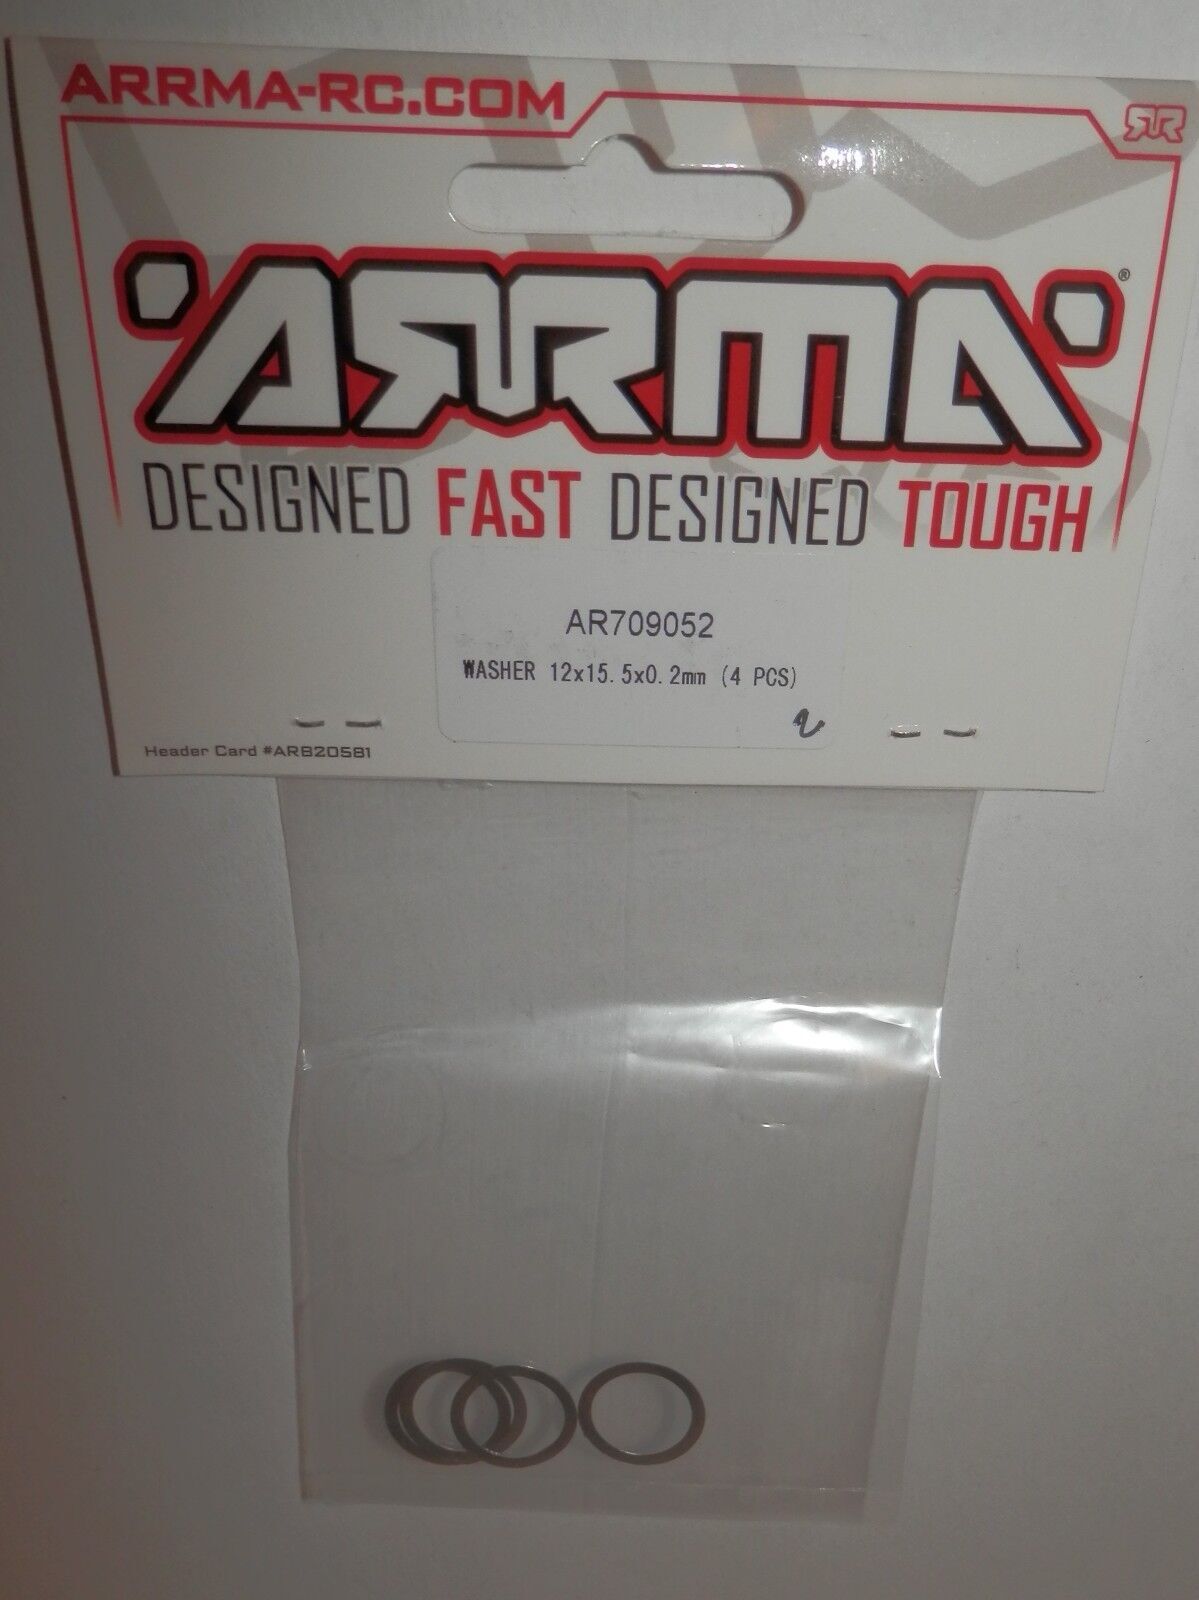 ARRMA-RC.COM
ARRMA®
DESIGNED FAST DESIGNED TOUGH
AR709052
WASHER 12x15.5x0.2mm (4 PCS)
2
Header Card #ARB20581